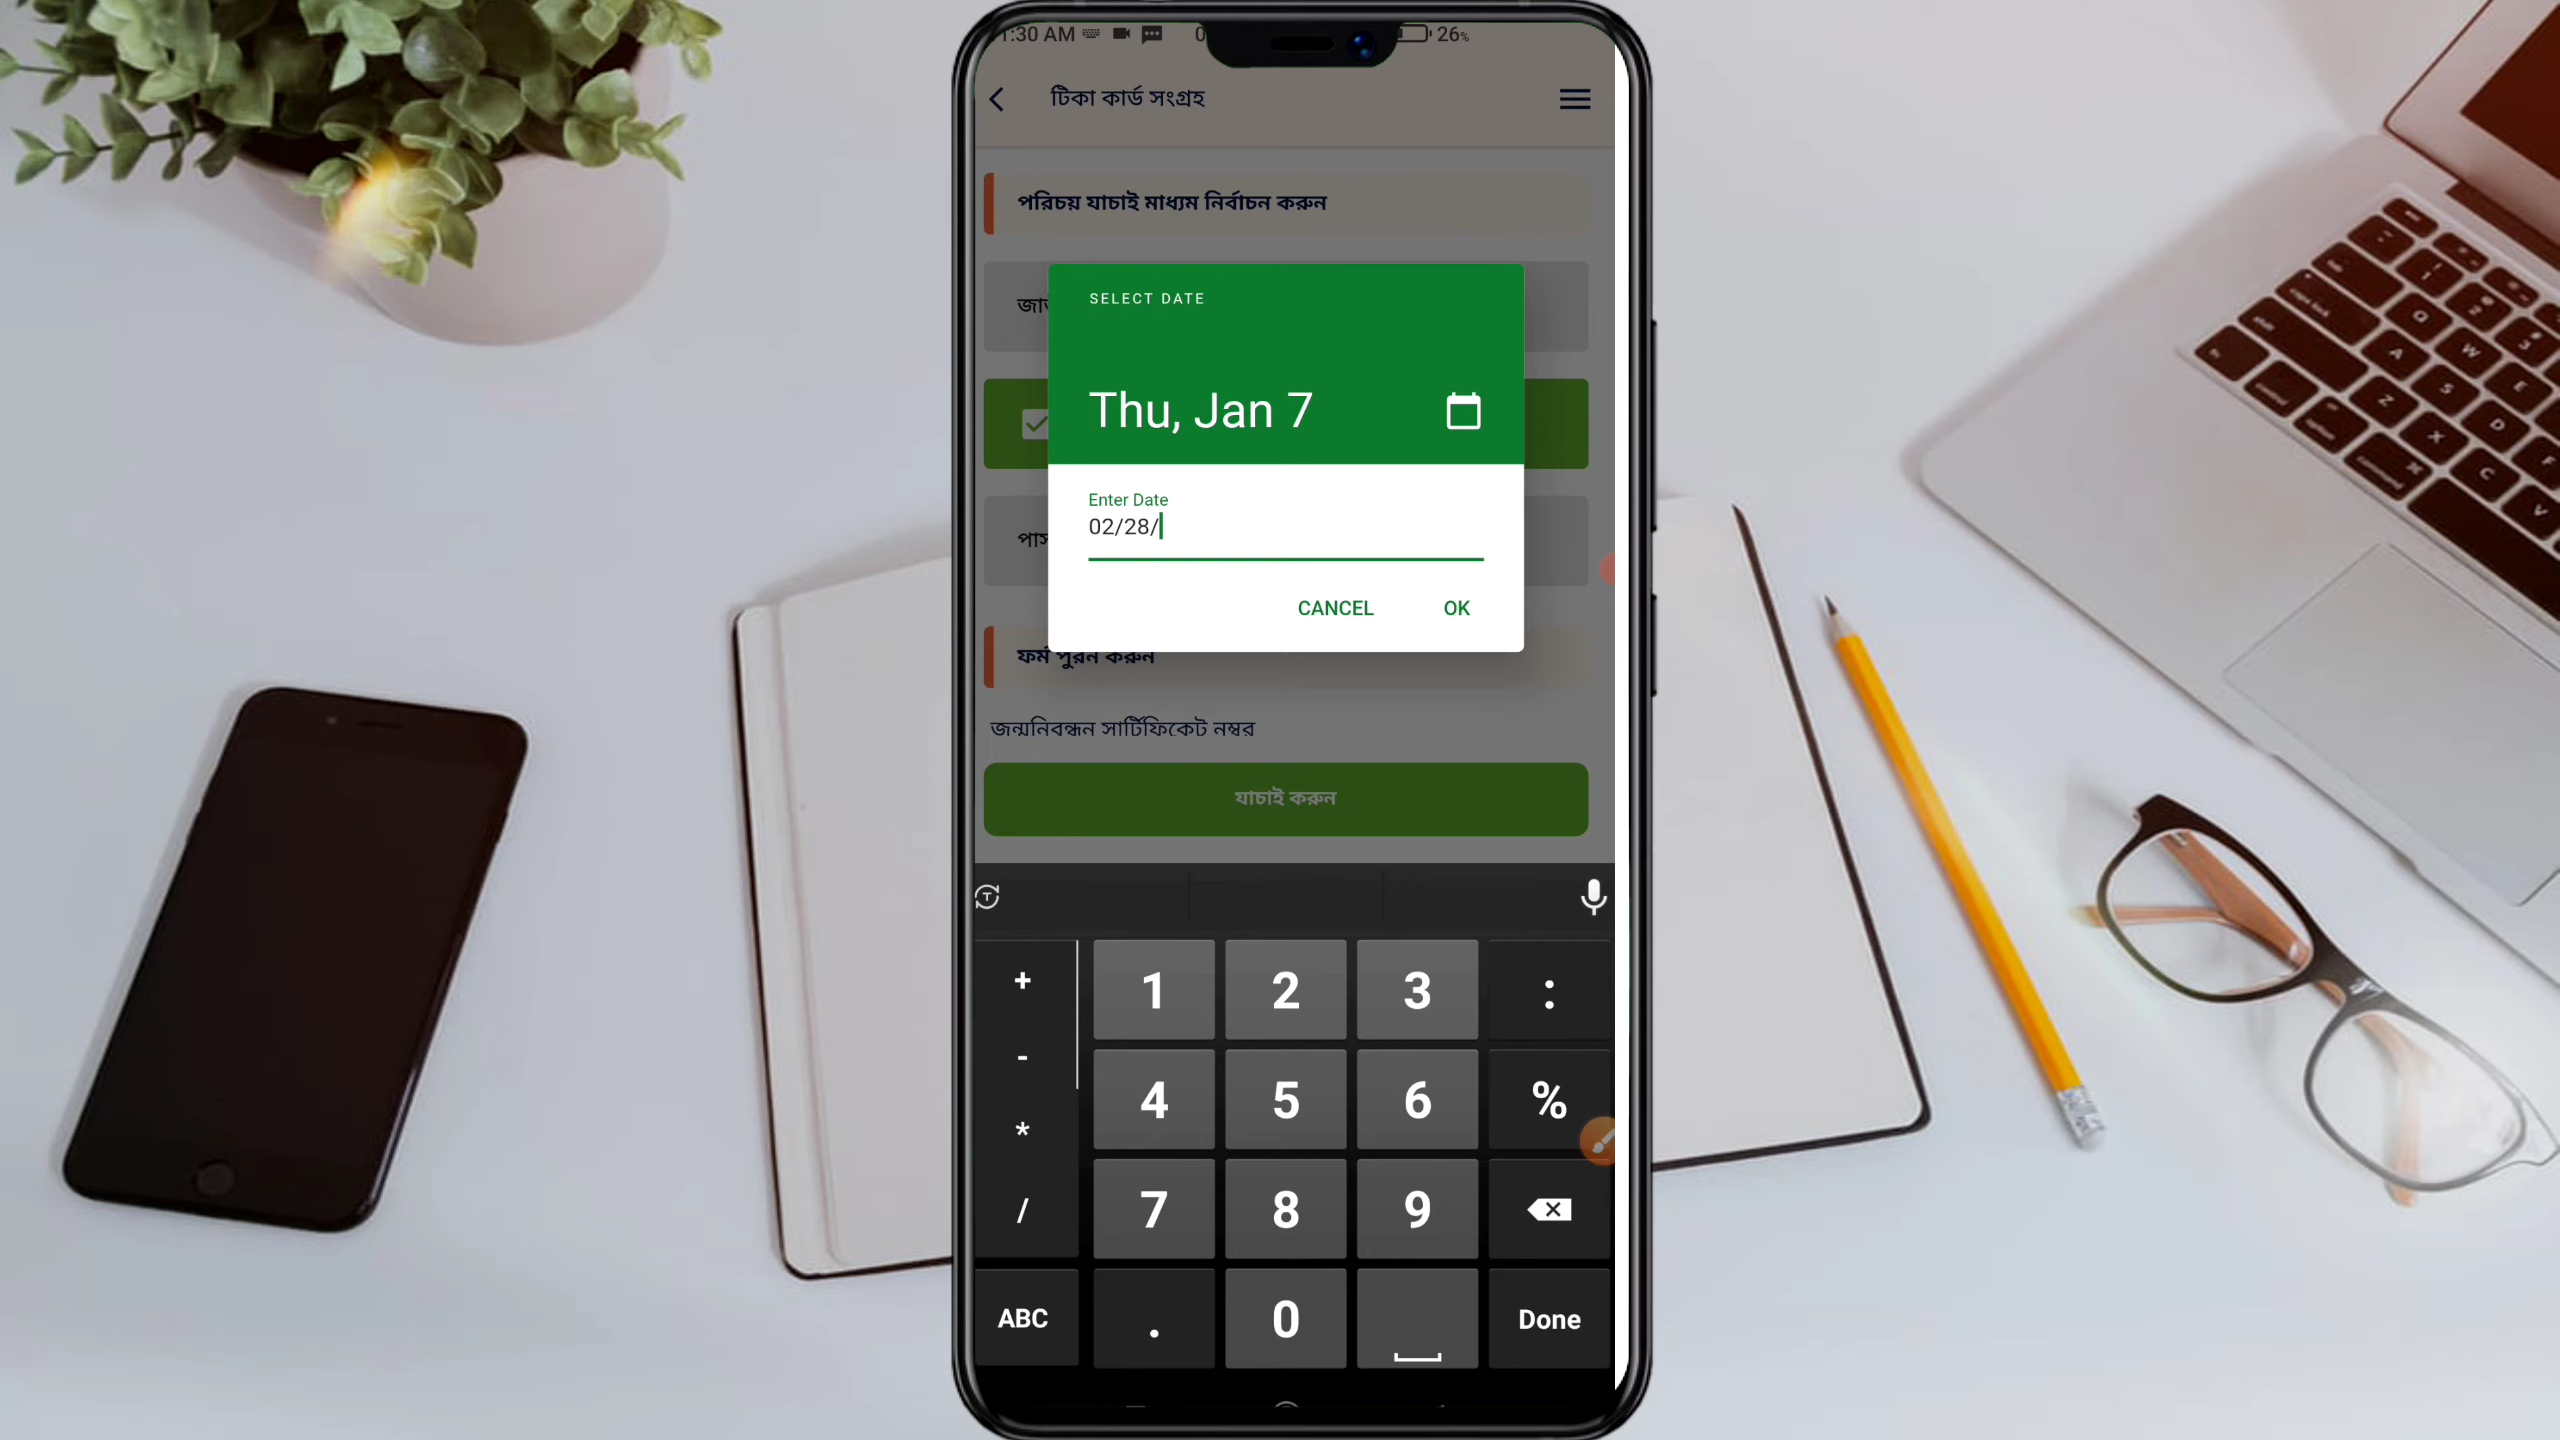 :30 AM
26%
টিকা কার্ড সংগ্রহ
পরিচয় যাচাই মাধ্যম নির্বাচন করুন
SELECT DATE
Thu, Jan 7
Enter Date
02/28/
CANCEL OK
ফর্ম পুরন করুন
জন্মনিবন্ধন সার্টিফিকেট নম্বর
যাচাই করুন
+ 1 2 3 :
- 4 5 6 %
*
/ 7 8 9
ABC . 0 Done